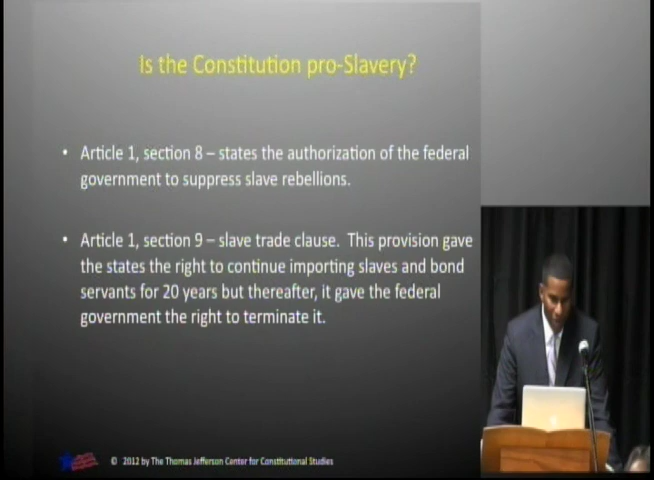 Is the Constitution pro-Slavery?
• Article 1, section 8 – states the authorization of the federal
government to suppress slave rebellions.
• Article 1, section 9 – slave trade clause. This provision gave
the states the right to continue importing slaves and bond
servants for 20 years but thereafter, it gave the federal
government the right to terminate it.
© 2012 by The Thomas Jefferson Center for Constitutional Studies